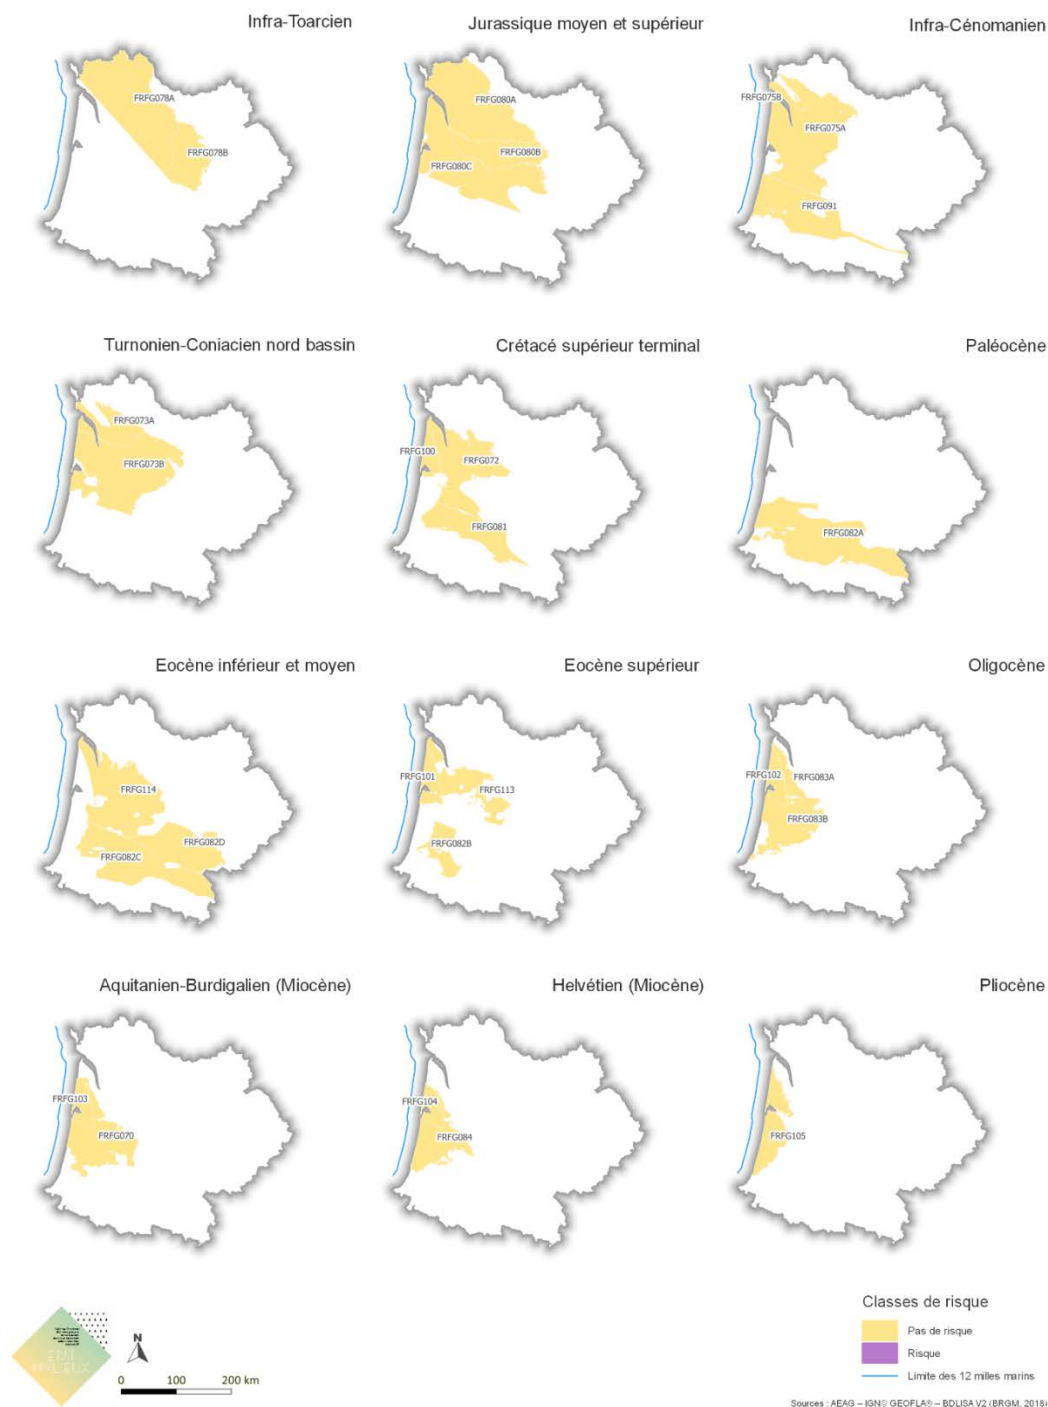 Infra-Toarcien
Jurassique moyen et supérieur
Infra-Cénomanien
FRFG078A
FRFG078B
FRFG080A
FRFG080B
FRFG080C
FRFG075B
FRFG075A
FRFG091
Turnonien-Coniacien nord bassin
Crétacé supérieur terminal
Paléocène
FRFG073A
FRFG073B
FRFG100
FRFG072
FRFG081
FRFG082A
Eocène inférieur et moyen
Eocène supérieur
Oligocène
FRFG114
FRFG082D
FRFG082C
FRFG101
FRFG113
FRFG082B
FRFG102
FRFG083A
FRFG083B
Aquitanien-Burdigalien (Miocène)
Helvétien (Miocène)
Pliocène
FRFG103
FRFG070
FRFG104
FRFG084
FRFG105
N
0 100 200 km
Classes de risque
Pas de risque
Risque
Limite des 12 milles marins
Sources : AEAG – IGN© GEOFLA® – BDLISA V2 (BRGM, 2018)